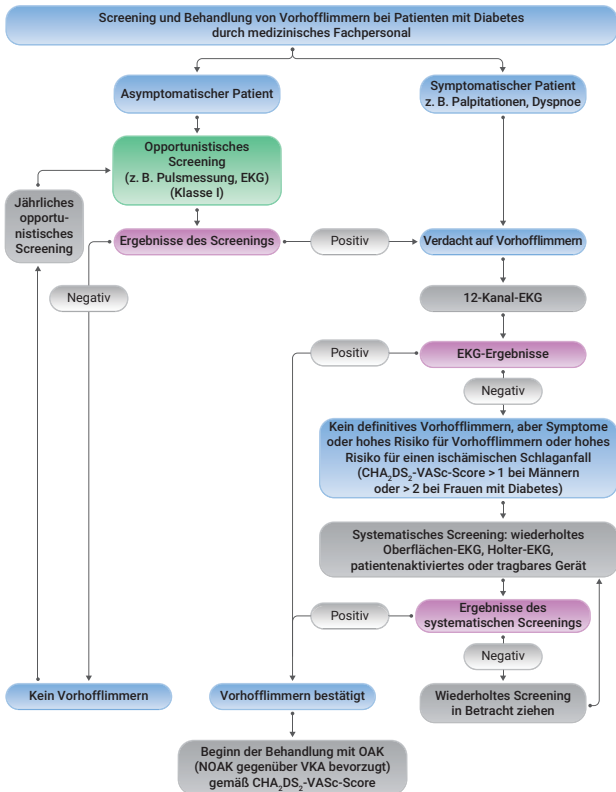 Screening und Behandlung von Vorhofflimmern bei Patienten mit Diabetes
durch medizinisches Fachpersonal
Asymptomatischer Patient
Symptomatischer Patient
z. B. Palpitationen, Dyspnoe
Opportunistisches
Screening
(z. B. Pulsmessung, EKG)
(Klasse I)
Jährliches
opportu-
nistisches
Screening
Ergebnisse des Screenings
Positiv
Verdacht auf Vorhofflimmern
Negativ
12-Kanal-EKG
Positiv
EKG-Ergebnisse
Negativ
Kein definitives Vorhofflimmern, aber Symptome
oder hohes Risiko für Vorhofflimmern oder hohes
Risiko für einen ischämischen Schlaganfall
(CHA₂DS₂-VASc-Score > 1 bei Männern
oder > 2 bei Frauen mit Diabetes)
Systematisches Screening: wiederholtes
Oberflächen-EKG, Holter-EKG,
patientenaktiviertes oder tragbares Gerät
Positiv
Ergebnisse des
systematischen Screenings
Negativ
Kein Vorhofflimmern
Vorhofflimmern bestätigt
Wiederholtes Screening
in Betracht ziehen
Beginn der Behandlung mit OAK
(NOAK gegenüber VKA bevorzugt)
gemäß CHA₂DS₂-VASc-Score